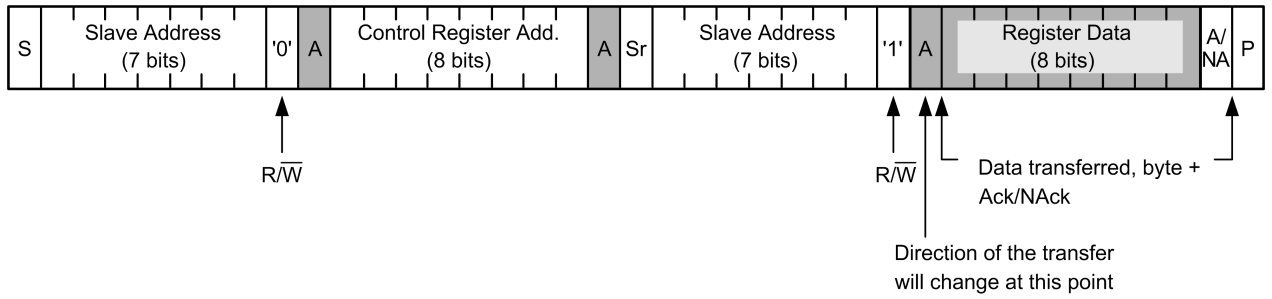 S
Slave Address
(7 bits)
'0'
A
Control Register Add.
(8 bits)
A
Sr
Slave Address
(7 bits)
'1'
A
Register Data
(8 bits)
A/
NA
P
R/W̅
R/W̅
Data transferred, byte +
Ack/NAck
Direction of the transfer
will change at this point